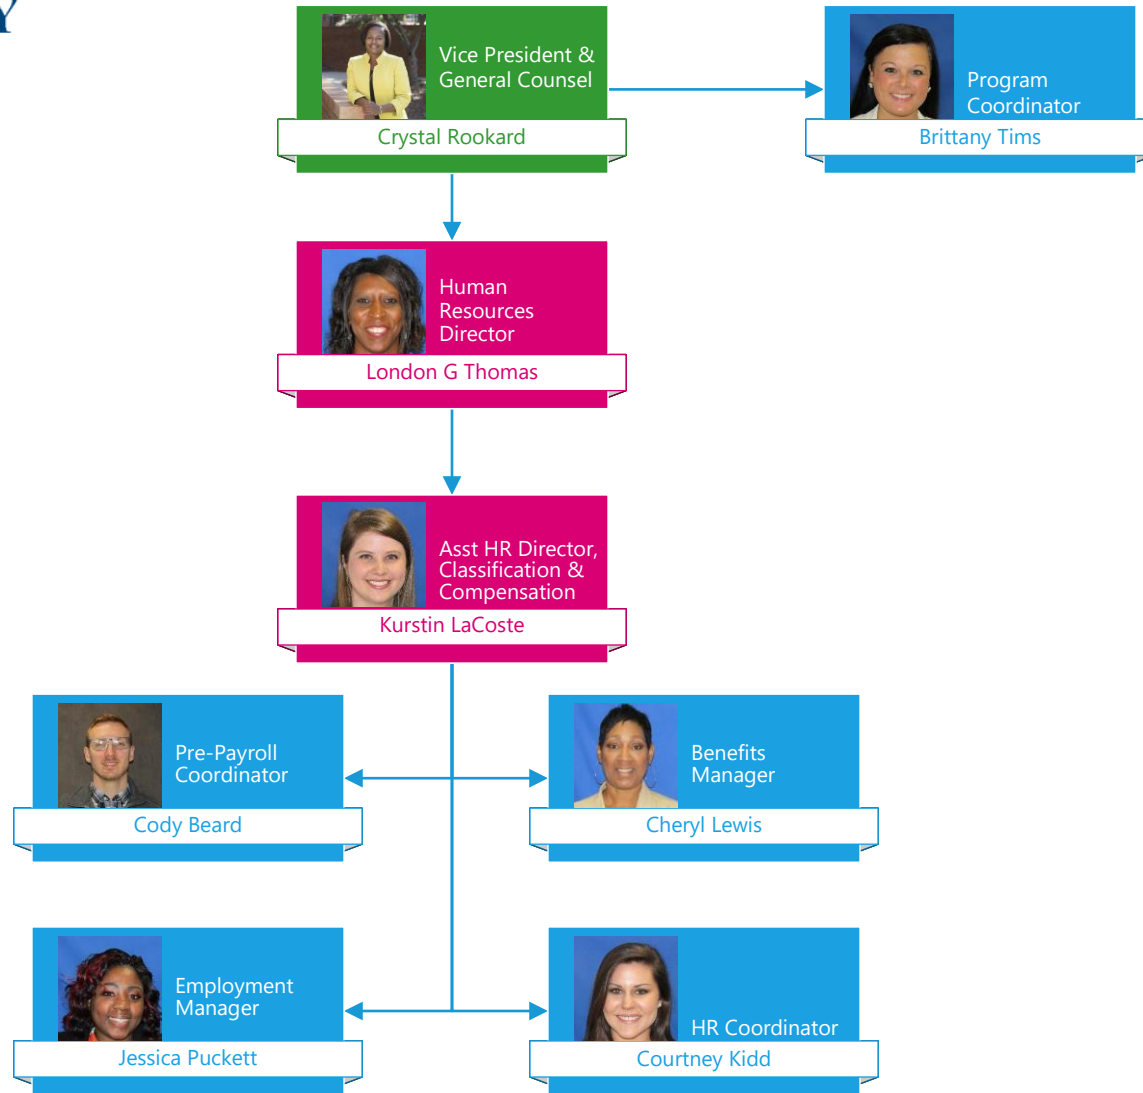 Y
Vice President &
General Counsel
Crystal Rookard
Program
Coordinator
Brittany Tims
Human
Resources
Director
London G Thomas
Asst HR Director,
Classification &
Compensation
Kurstin LaCoste
Pre-Payroll
Coordinator
Cody Beard
Benefits
Manager
Cheryl Lewis
Employment
Manager
Jessica Puckett
HR Coordinator
Courtney Kidd